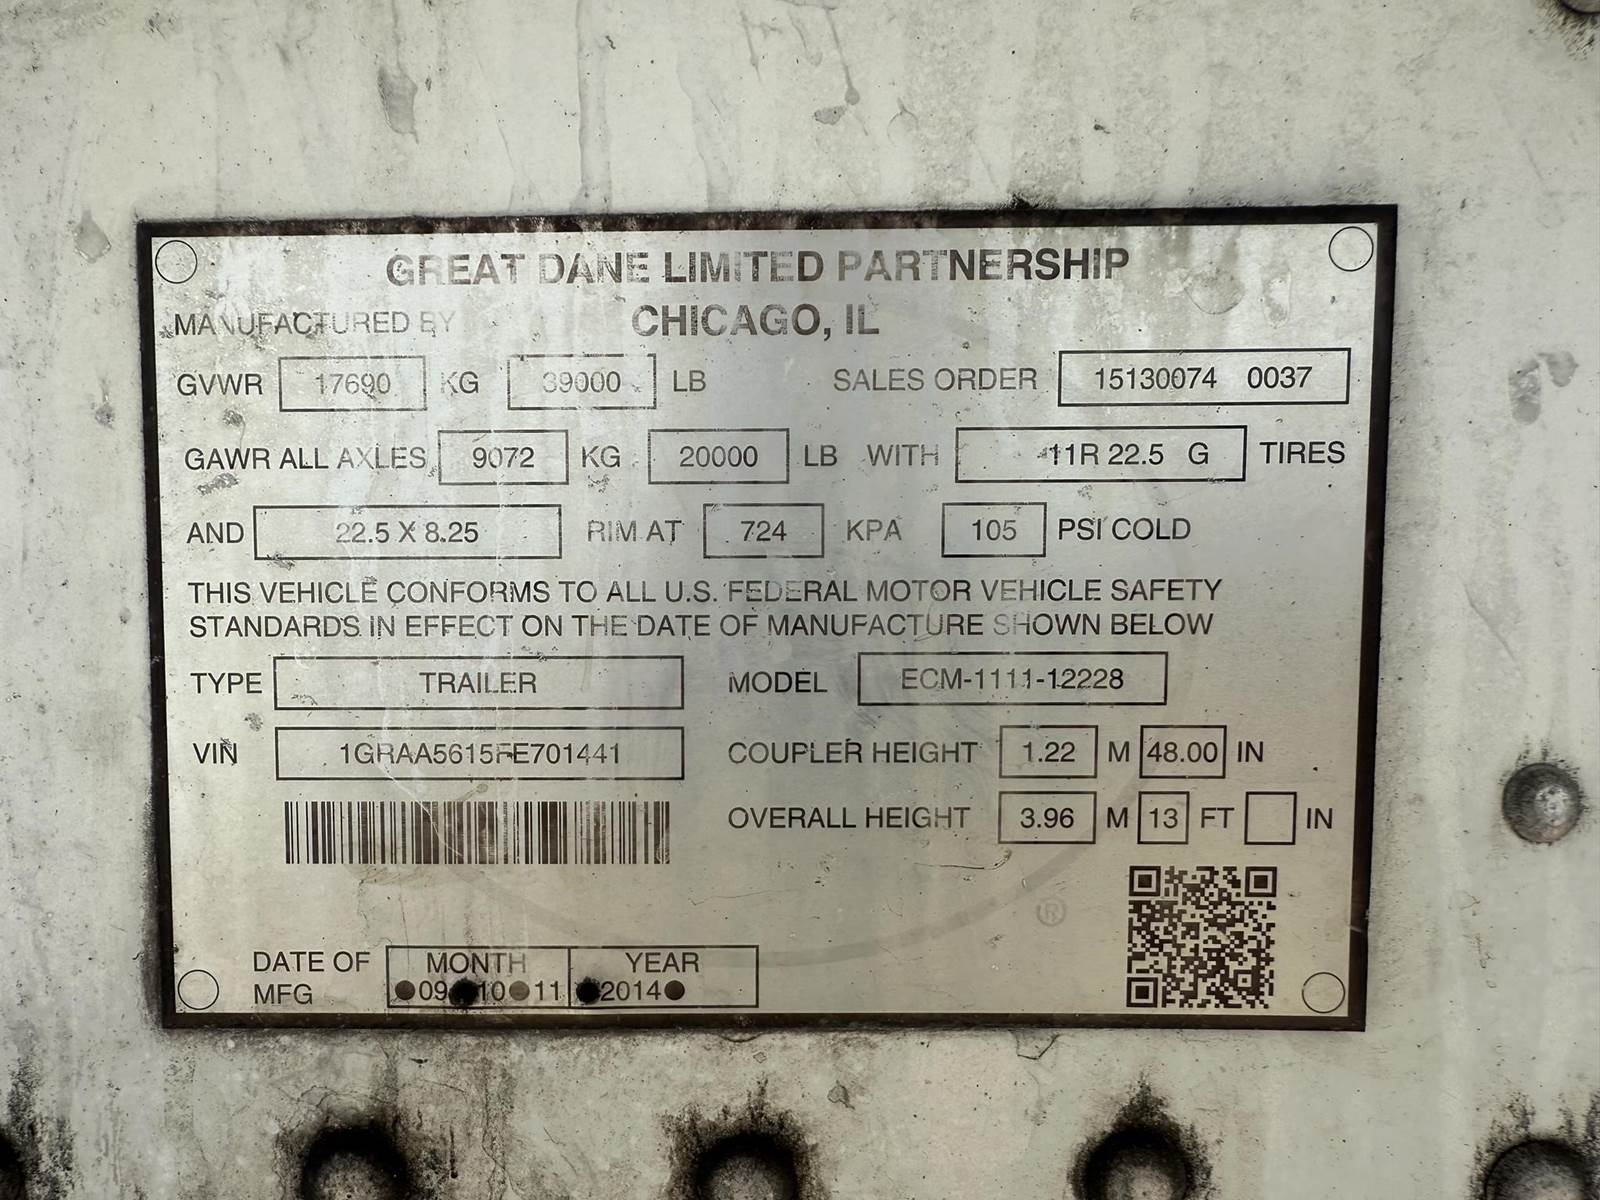 GREAT DANE LIMITED PARTNERSHIP
MANUFACTURED BY CHICAGO, IL
GVWR 17690 KG 39000 LB SALES ORDER 15130074 0037
GAWR ALL AXLES 9072 KG 20000 LB WITH 11R 22.5 G TIRES
AND 22.5 X 8.25 RIM AT 724 KPA 105 PSI COLD
THIS VEHICLE CONFORMS TO ALL U.S. FEDERAL MOTOR VEHICLE SAFETY
STANDARDS IN EFFECT ON THE DATE OF MANUFACTURE SHOWN BELOW
TYPE TRAILER MODEL ECM-1111-12228
VIN 1GRAA5615FE701441 COUPLER HEIGHT 1.22 M 48.00 IN
OVERALL HEIGHT 3.96 M 13 FT IN
®
DATE OF MONTH YEAR
MFG 09 10 11 2014